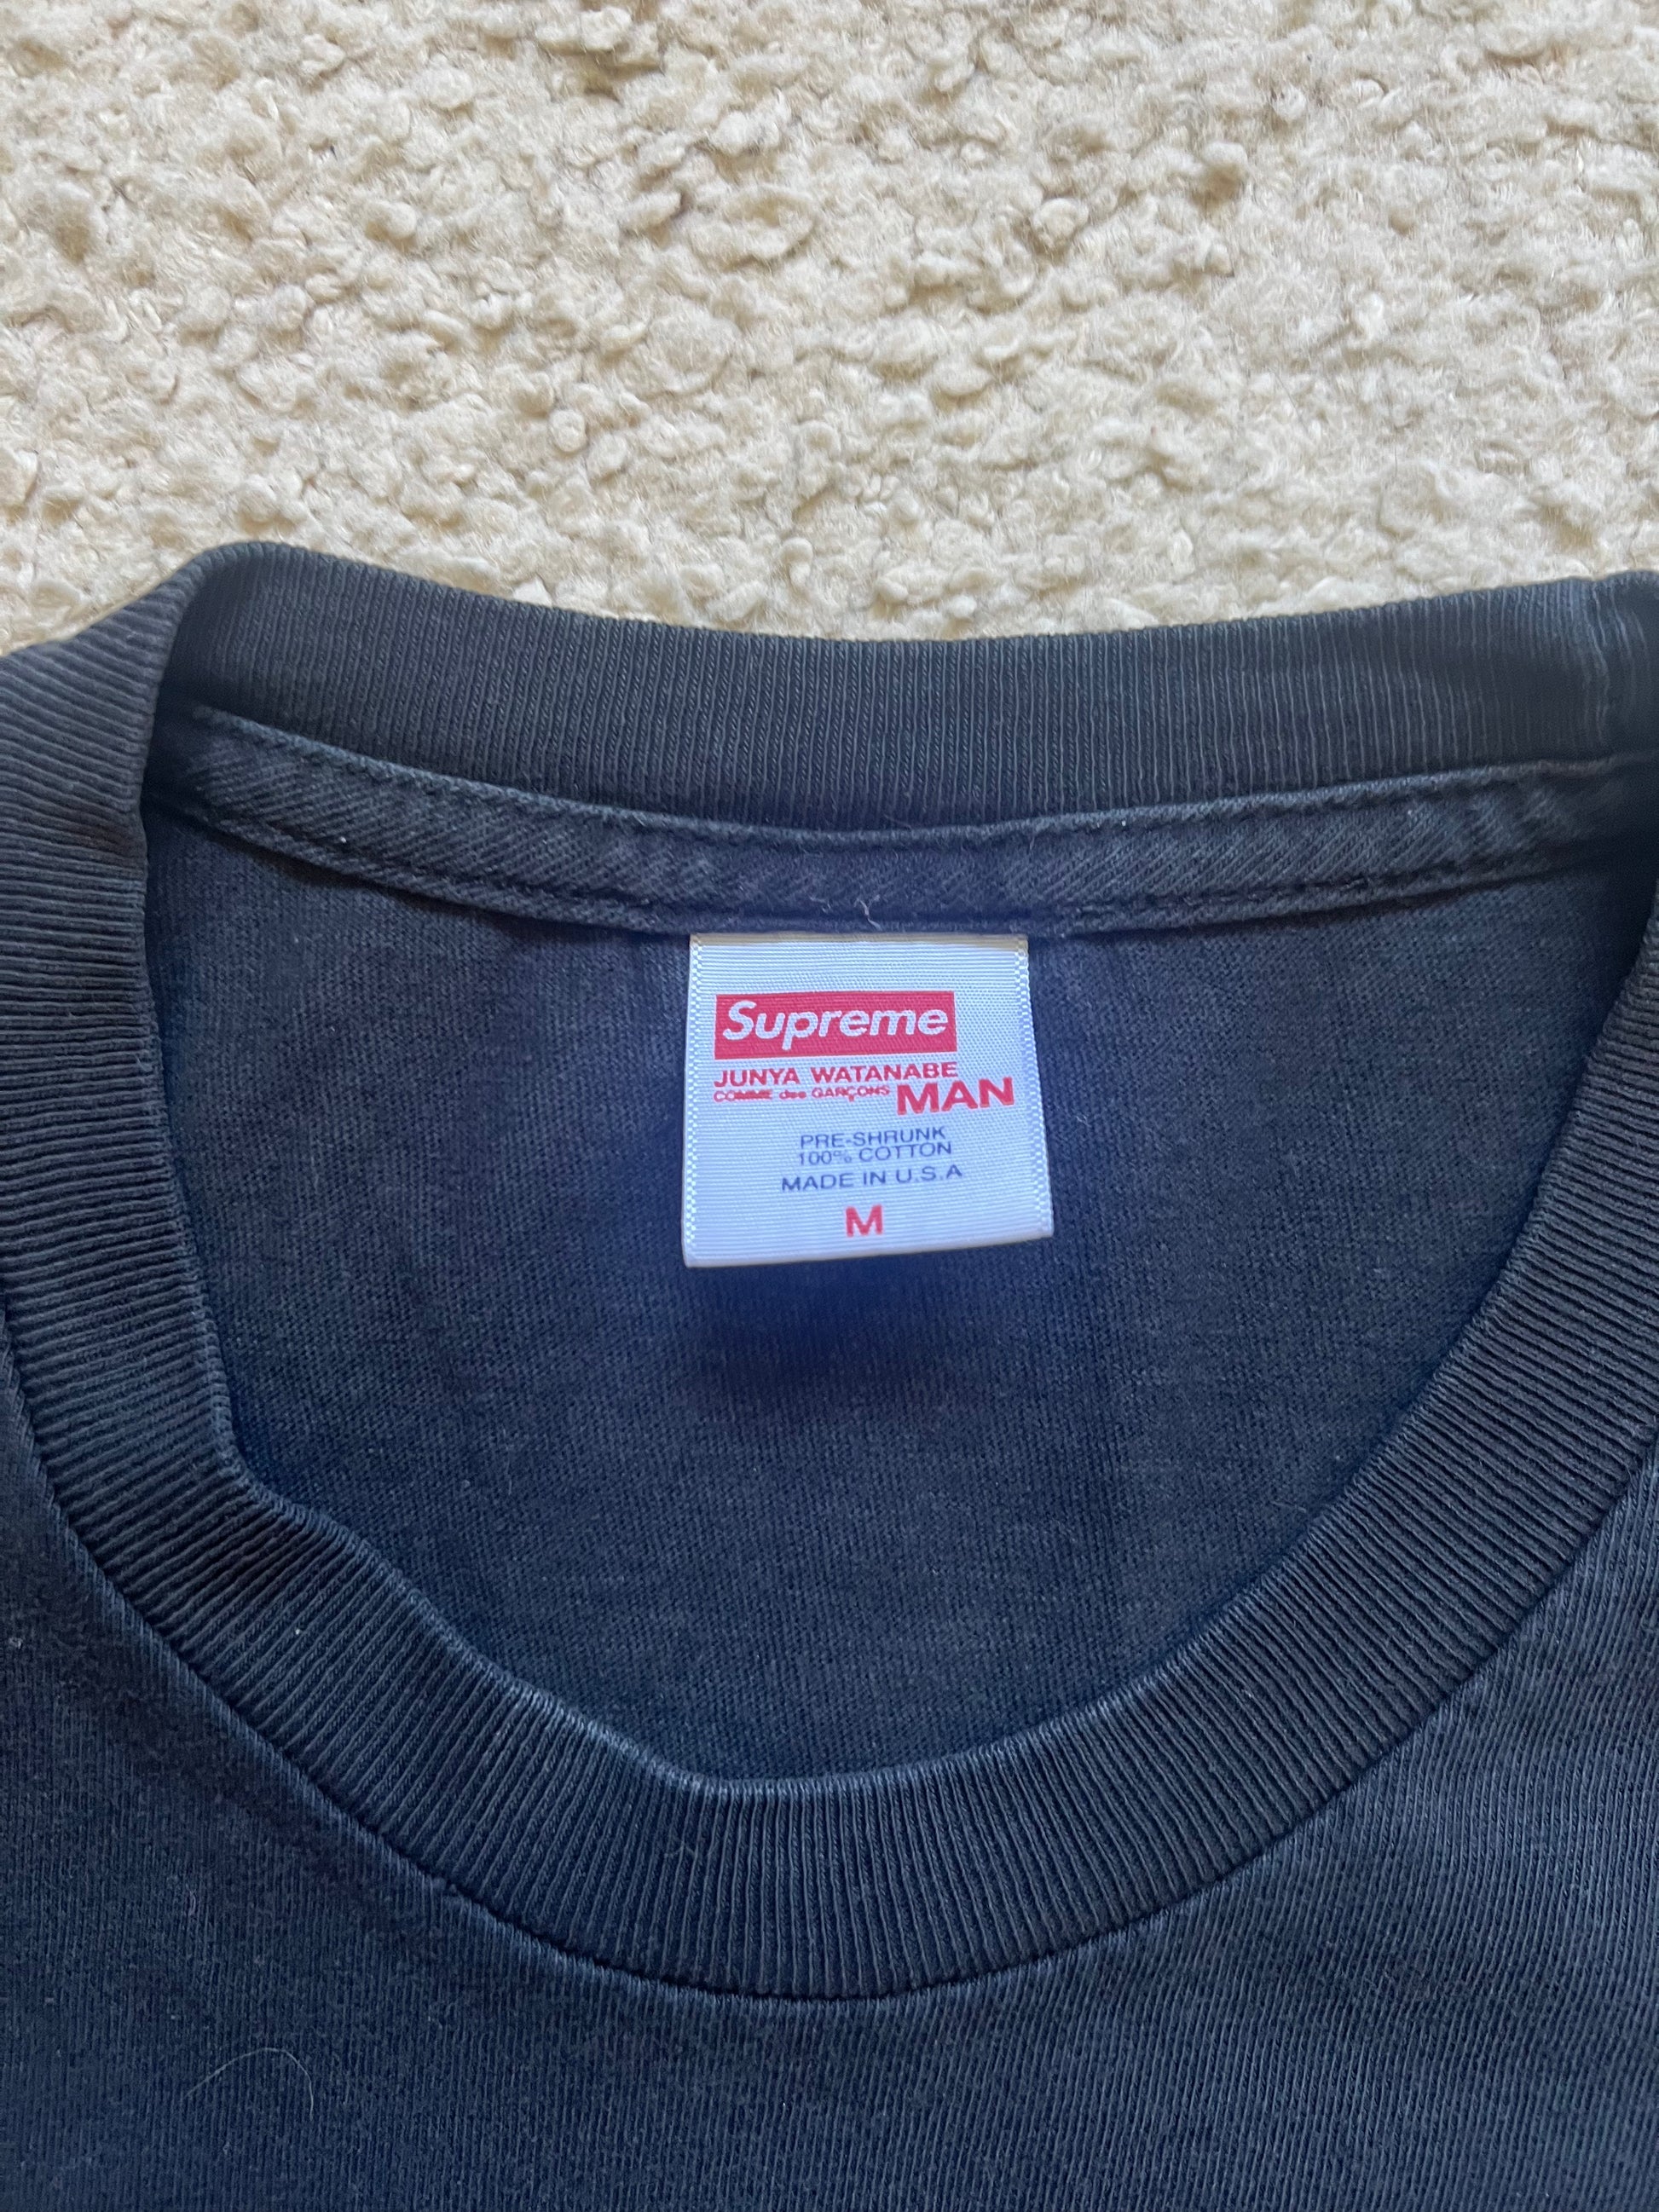 Supreme
JUNYA WATANABE
COMME des GARÇONS MAN
PRE-SHRUNK
100% COTTON
MADE IN U.S.A
M